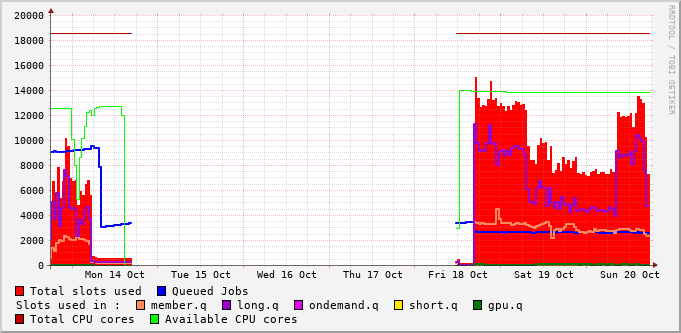 RRDTOOL / TOBI OETIKER
20000
18000
16000
14000
12000
10000
8000
6000
4000
2000
0
Mon 14 Oct Tue 15 Oct Wed 16 Oct Thu 17 Oct Fri 18 Oct Sat 19 Oct Sun 20 Oct
Total slots used Queued Jobs
Slots used in : member.q long.q ondemand.q short.q gpu.q
Total CPU cores Available CPU cores